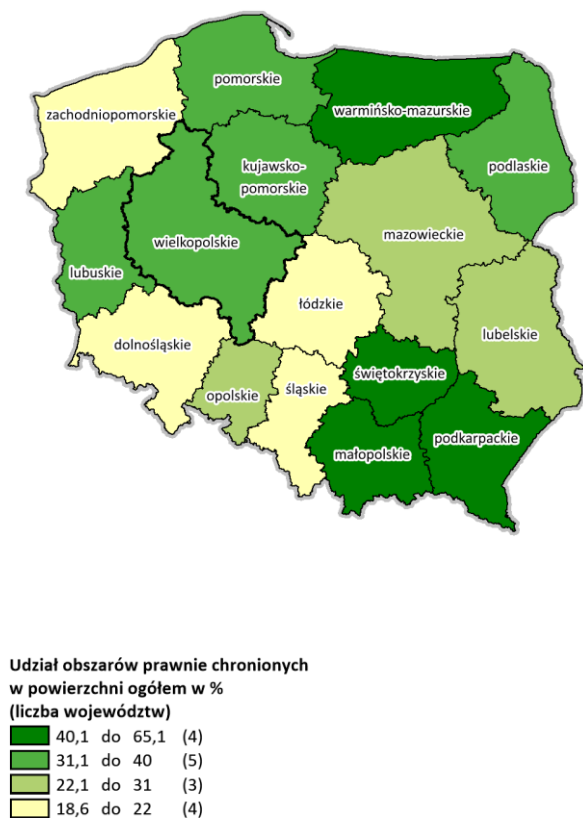 pomorskie
warmińsko-mazurskie
zachodniopomorskie
podlaskie
kujawsko-
pomorskie
mazowieckie
wielkopolskie
lubuskie
łódzkie
lubelskie
dolnośląskie
świętokrzyskie
opolskie
śląskie
podkarpackie
małopolskie
Udział obszarów prawnie chronionych
w powierzchni ogółem w %
(liczba województw)
40,1 do 65,1 (4)
31,1 do 40 (5)
22,1 do 31 (3)
18,6 do 22 (4)